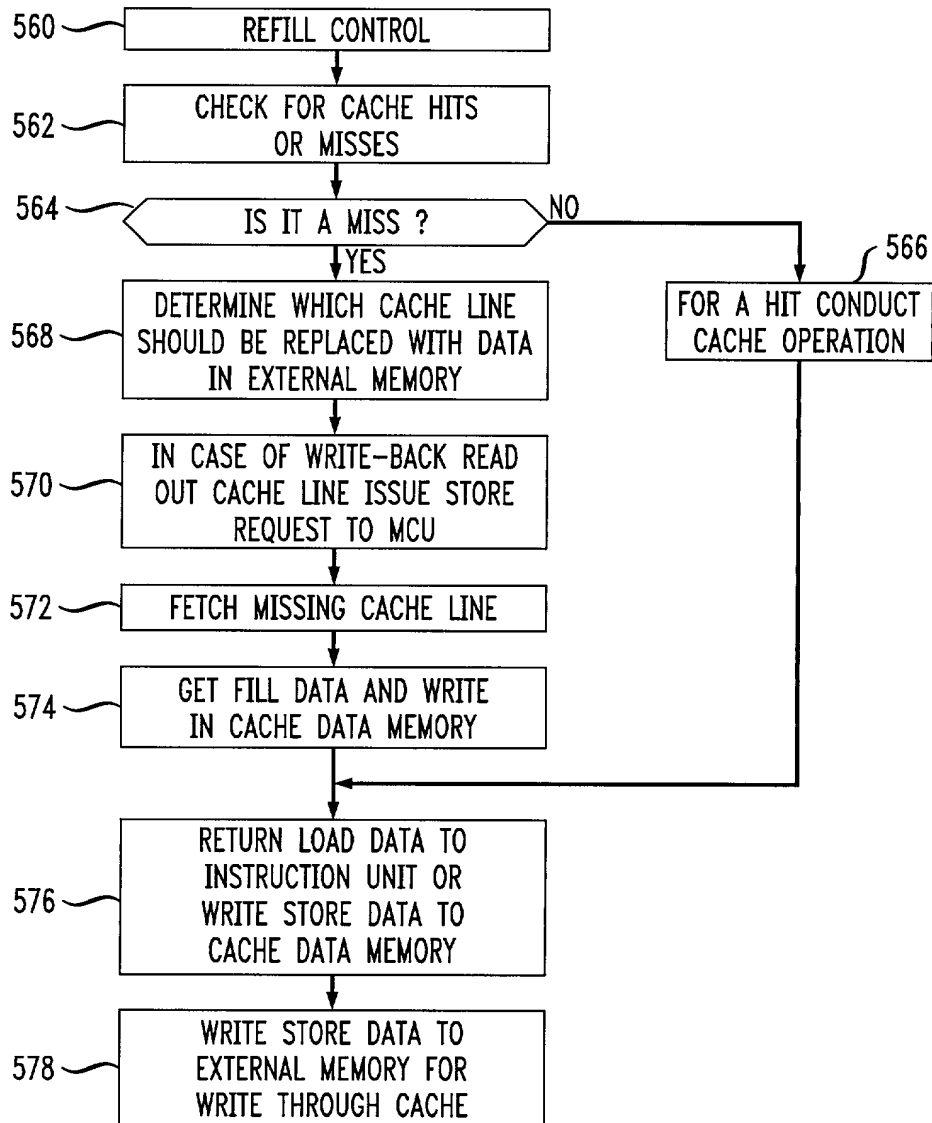 560
REFILL CONTROL
562
CHECK FOR CACHE HITS
OR MISSES
564
IS IT A MISS ?
NO
YES
566
FOR A HIT CONDUCT
CACHE OPERATION
568
DETERMINE WHICH CACHE LINE
SHOULD BE REPLACED WITH DATA
IN EXTERNAL MEMORY
570
IN CASE OF WRITE-BACK READ
OUT CACHE LINE ISSUE STORE
REQUEST TO MCU
572
FETCH MISSING CACHE LINE
574
GET FILL DATA AND WRITE
IN CACHE DATA MEMORY
576
RETURN LOAD DATA TO
INSTRUCTION UNIT OR
WRITE STORE DATA TO
CACHE DATA MEMORY
578
WRITE STORE DATA TO
EXTERNAL MEMORY FOR
WRITE THROUGH CACHE